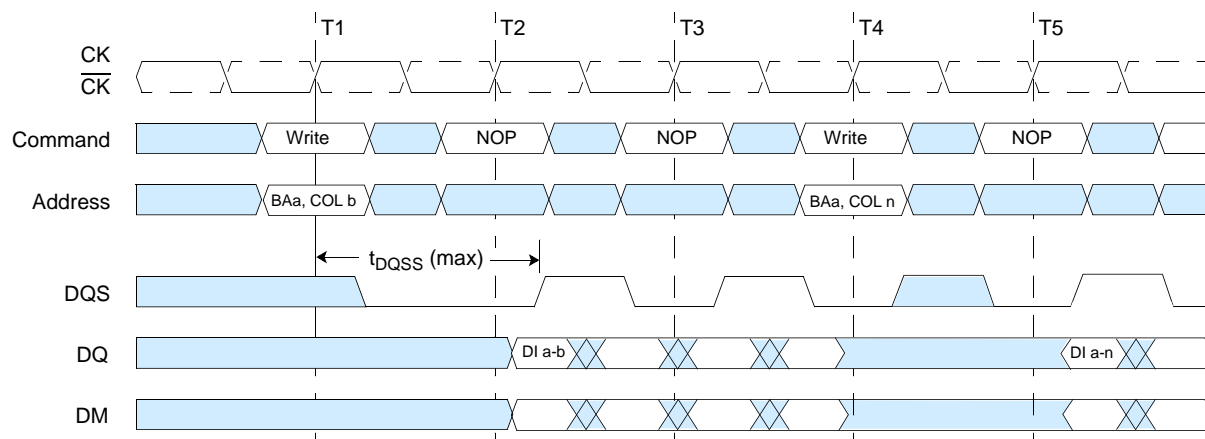 T1 T2 T3 T4 T5
CK
CK
Command Write NOP NOP Write NOP
Address BAa, COL b BAa, COL n
tDQSS (max)
DQS
DQ DI a-b DI a-n
DM